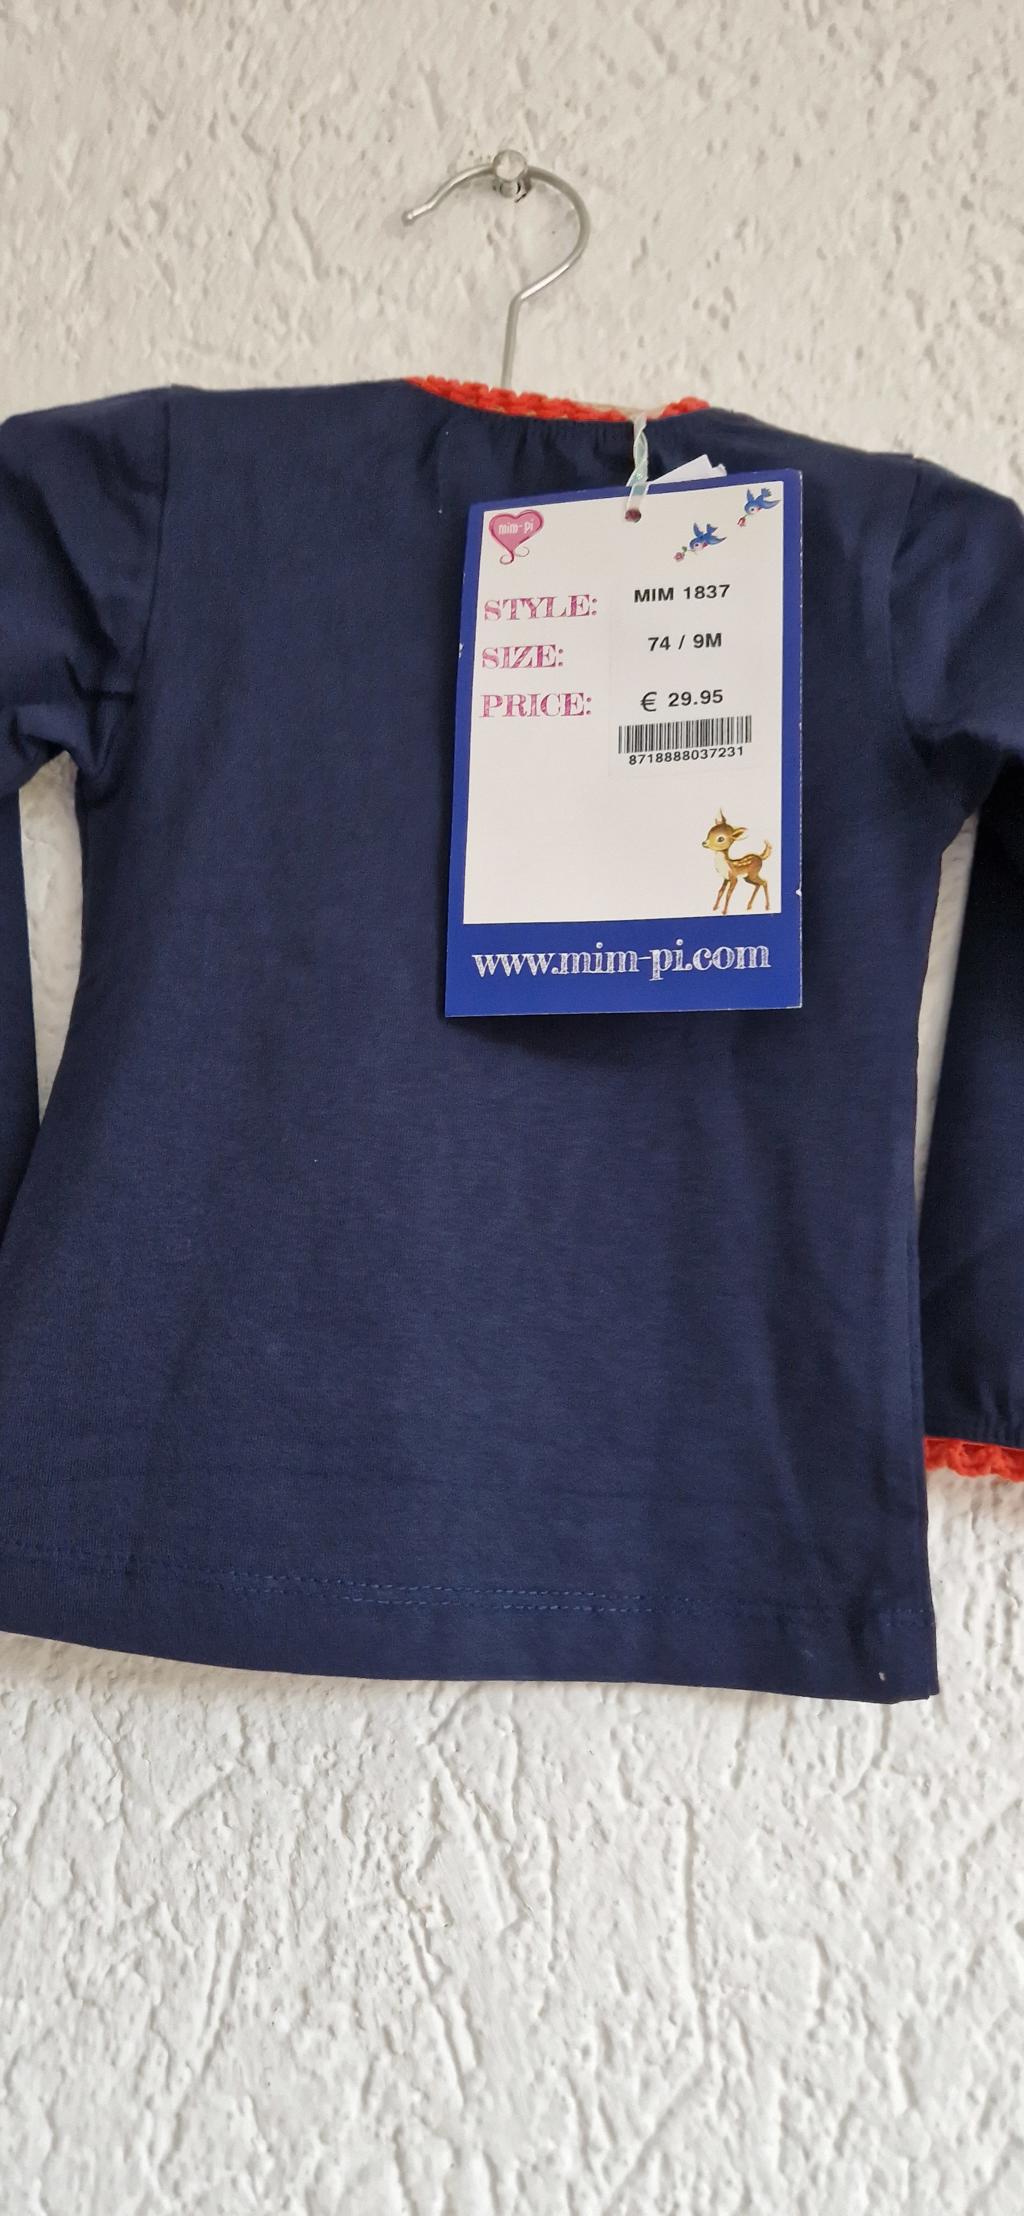 mim-pi
STYLE: MIM 1837
SIZE: 74 / 9M
PRICE: € 29.95
8718888037231
www.mim-pi.com